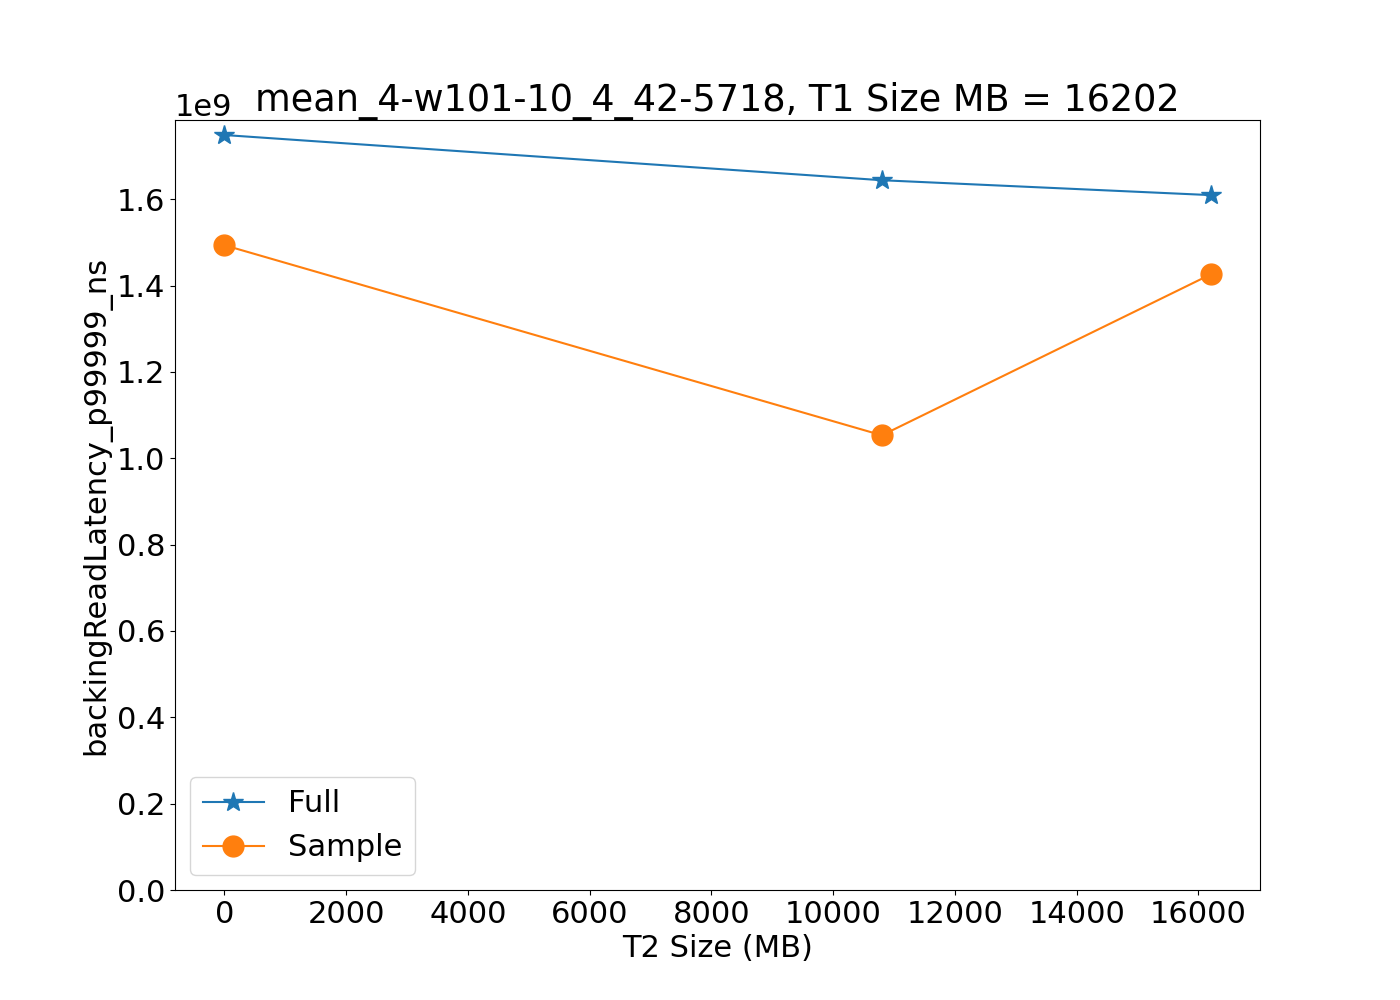 1e9
mean_4-w101-10_4_42-5718, T1 Size MB = 16202
backingReadLatency_p99999_ns
1.6
1.4
1.2
1.0
0.8
0.6
0.4
0.2
0.0
Full
Sample
0 2000 4000 6000 8000 10000 12000 14000 16000
T2 Size (MB)